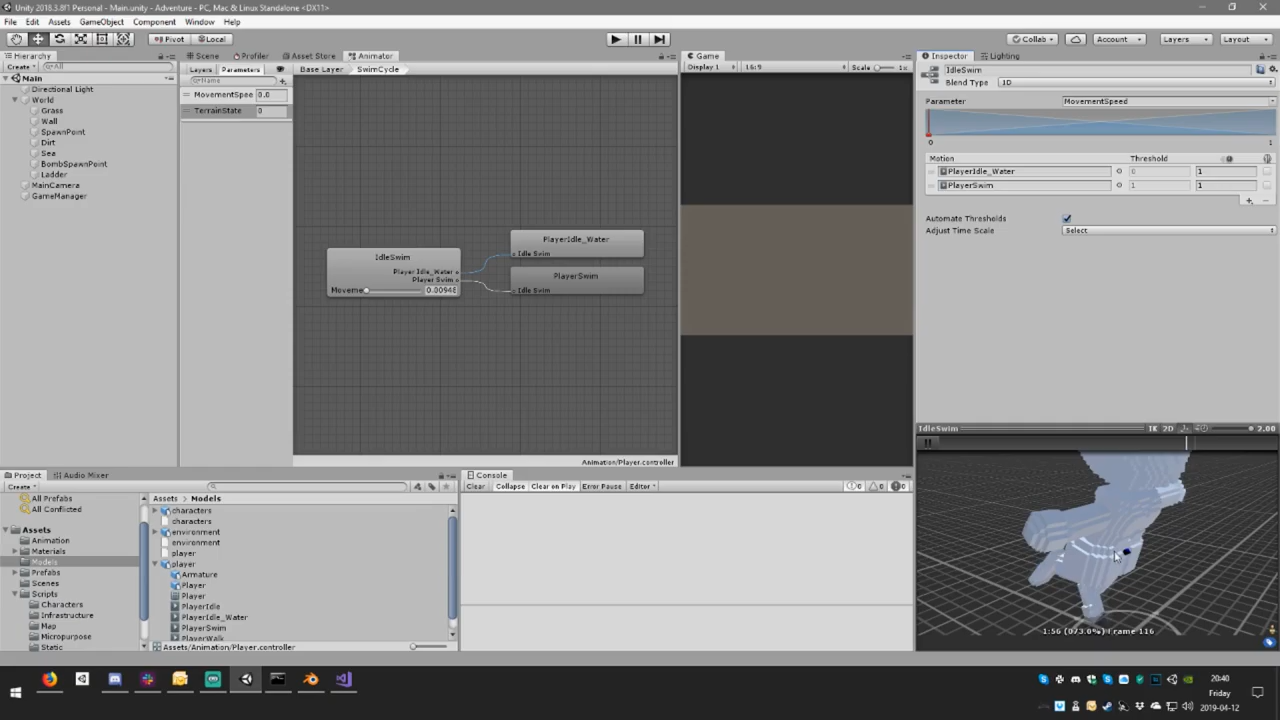 Unity 2018.3.8f1 Personal - Main.unity - Adventure - PC, Mac & Linux Standalone <DX11>
File Edit Assets GameObject Component Window Help
Pivot Local
Collab Account Layers Layout
Hierarchy
Create All
Main
Directional Light
World
Grass
Wall
SpawnPoint
Dirt
Sea
BombSpawnPoint
Ladder
MainCamera
GameManager
Scene Profiler Asset Store Animator
Layers Parameters Base Layer SwimCycle
Name
MovementSpee 0.0
TerrainState 0
IdleSwim
Player Idle_Water
Player Swim
Moveme 0.00948
PlayerIdle_Water
Idle Swim
PlayerSwim
Idle Swim
Animation/Player.controller
Game
Display 1 16:9 Scale 1x
Inspector Lighting
IdleSwim
Blend Type 1D
Parameter MovementSpeed
0 1
Motion Threshold
PlayerIdle_Water 0 1
PlayerSwim 1 1
Automate Thresholds
Adjust Time Scale Select
IdleSwim IK 2D 2.00
1:56 (073.0%) Frame 116
Project Audio Mixer
Create
All Prefabs
All Conflicted
Assets
Animation
Materials
Models
Prefabs
Scenes
Scripts
Characters
Infrastructure
Map
Micropurpose
Static
Assets Models
characters
characters
environment
environment
player
player
Armature
Player
Player
PlayerIdle
PlayerIdle_Water
PlayerSwim
PlayerWalk
Assets/Animation/Player.controller
Console
Clear Collapse Clear on Play Error Pause Editor 0 0 0
20:40
Friday
2019-04-12